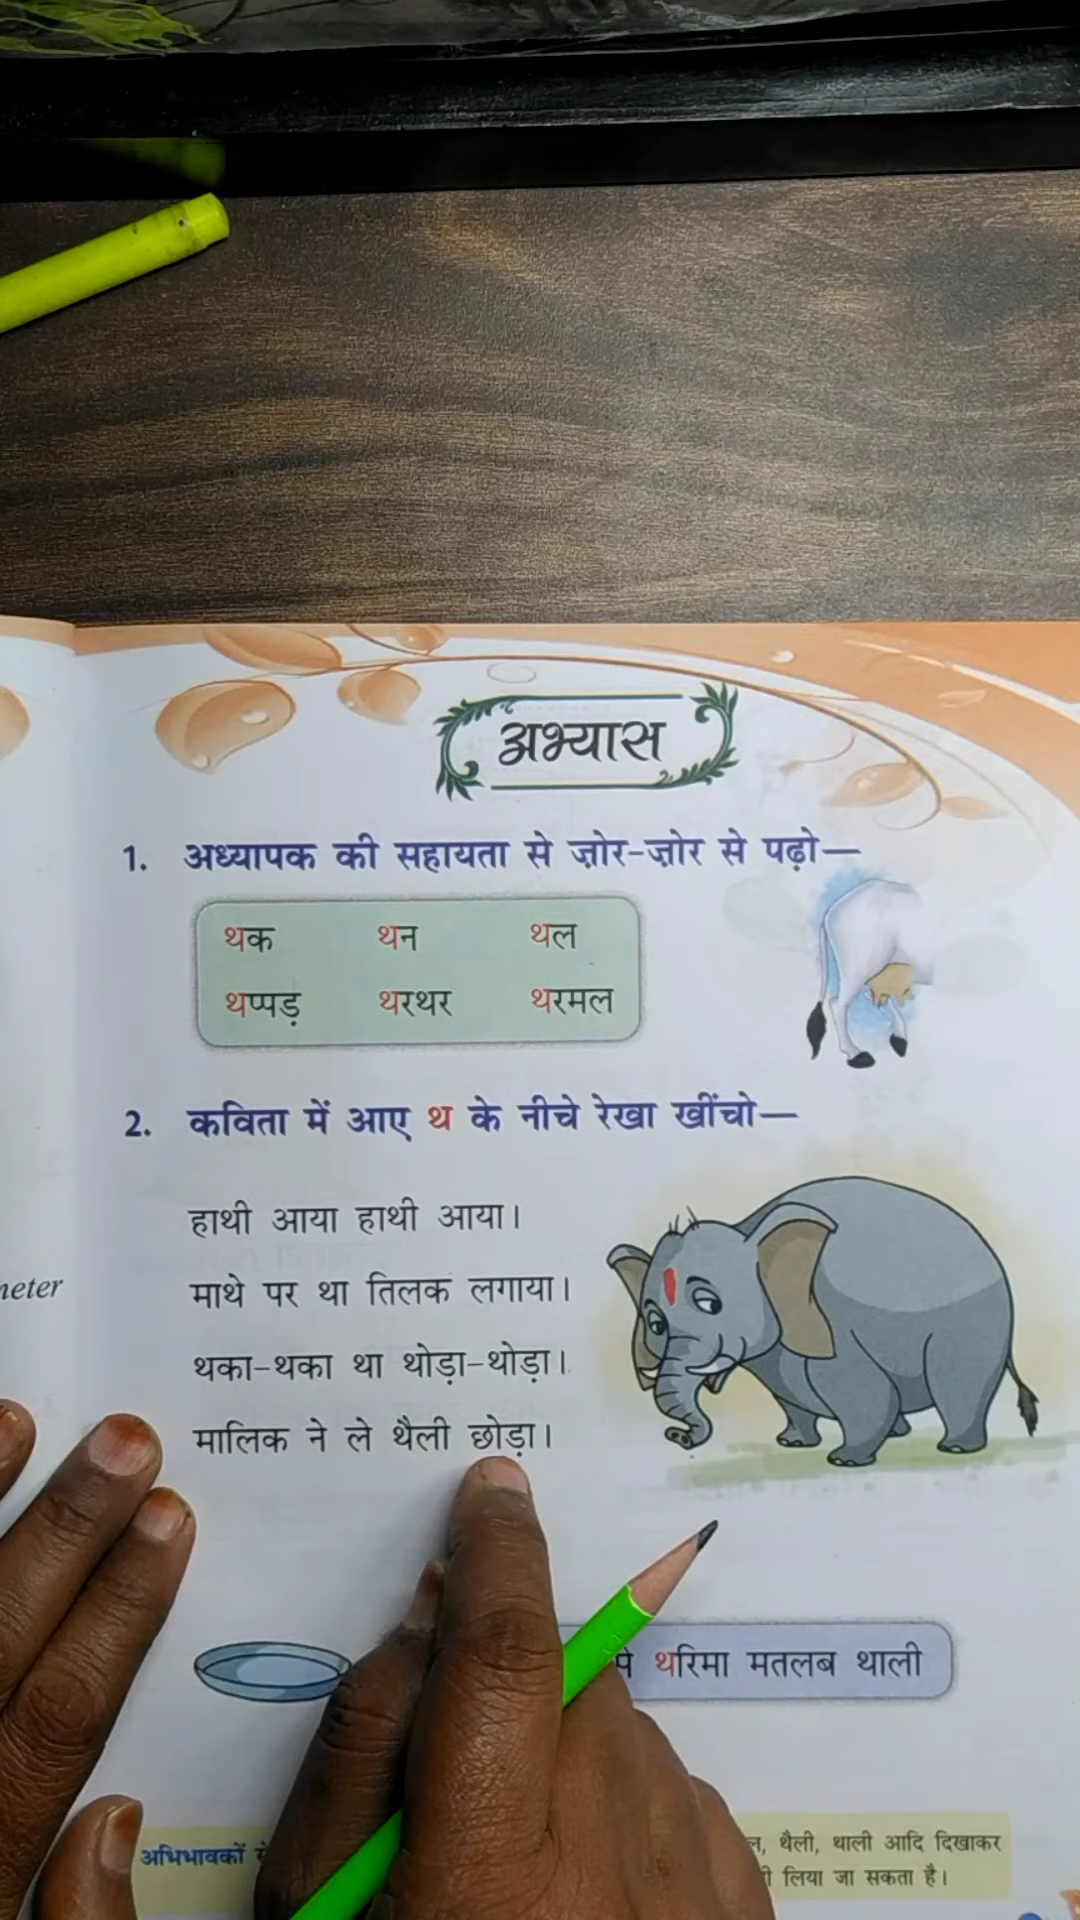 अभ्यास
1. अध्यापक की सहायता से ज़ोर-ज़ोर से पढ़ो—
थक थन थल
थप्पड़ थरथर थरमल
2. कविता में आए थ के नीचे रेखा खींचो—
हाथी आया हाथी आया।
माथे पर था तिलक लगाया।
थका-थका था थोड़ा-थोड़ा।
मालिक ने ले थैली छोड़ा।
neter
थरिमा मतलब थाली
अभिभावकों
थैली, थाली आदि दिखाकर
लिया जा सकता है।